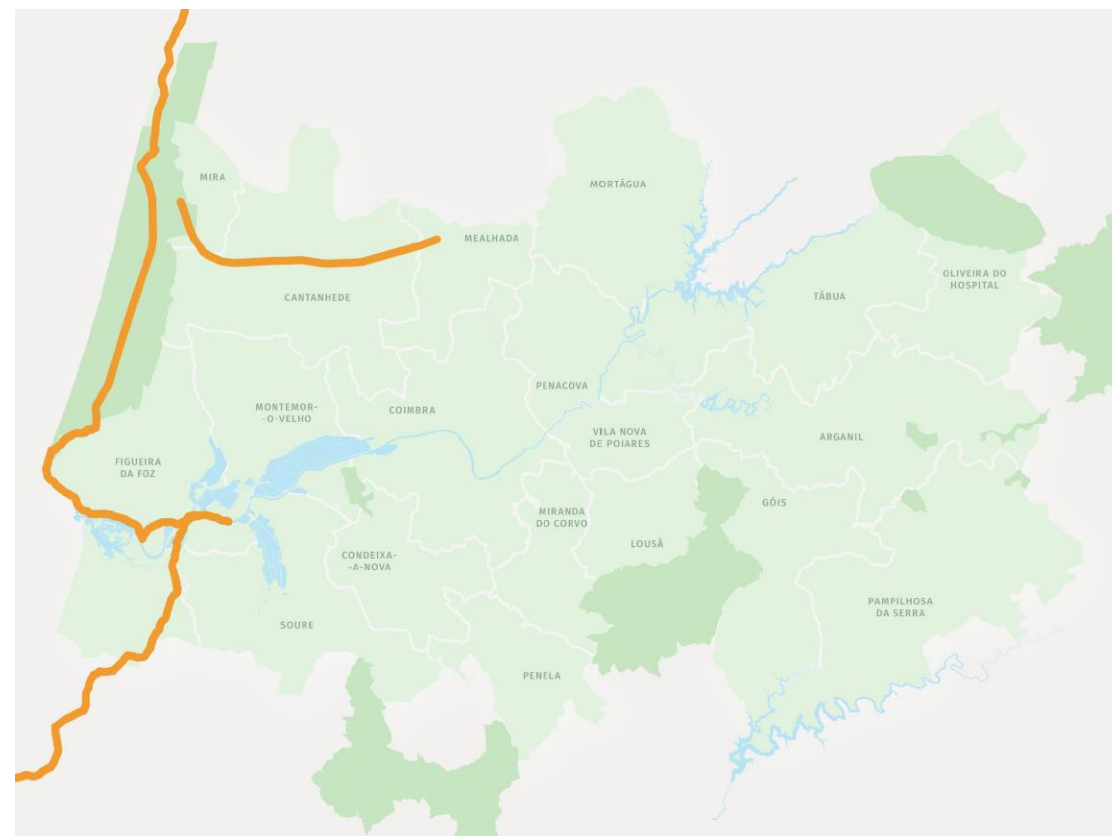 MIRA
MORTÁGUA
MEALHADA
OLIVEIRA DO
HOSPITAL
CANTANHEDE
TÁBUA
PENACOVA
MONTEMOR-
-O-VELHO
COIMBRA
VILA NOVA
DE POIARES
ARGANIL
FIGUEIRA
DA FOZ
GÓIS
MIRANDA
DO CORVO
LOUSÃ
CONDEIXA-
-A-NOVA
PAMPILHOSA
DA SERRA
SOURE
PENELA